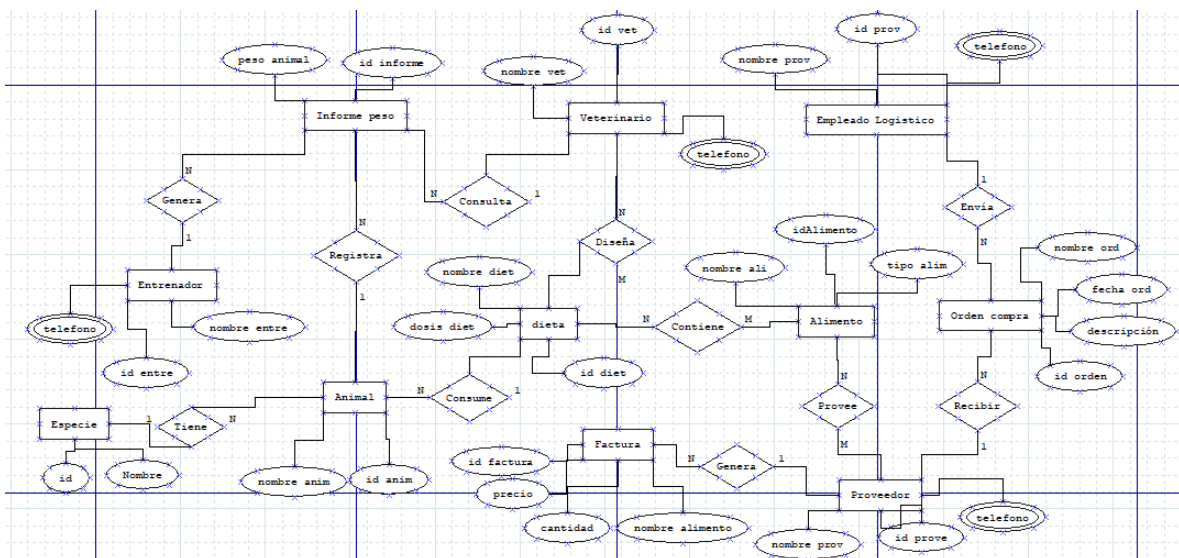 id vet
id prov
telefono
peso animal
id informe
nombre vet
nombre prov
Informe peso
Veterinario
Empleado Logistico
telefono
N
Genera
1
N
Consulta
1
1
Envía
N
N
Registra
1
N
Diseña
M
idAlimento
nombre ord
nombre diet
nombre ali
tipo alim
fecha ord
Entrenador
telefono
nombre entre
dosis diet
dieta
N
Contiene
M
Alimento
Orden compra
descripción
id entre
id diet
id orden
Animal
N
Consume
1
N
Provee
M
N
Recibir
1
Especie
1
Tiene
N
id
Nombre
nombre anim
id anim
Factura
N
Genera
1
id factura
precio
cantidad
nombre alimento
Proveedor
telefono
nombre prov
id prove